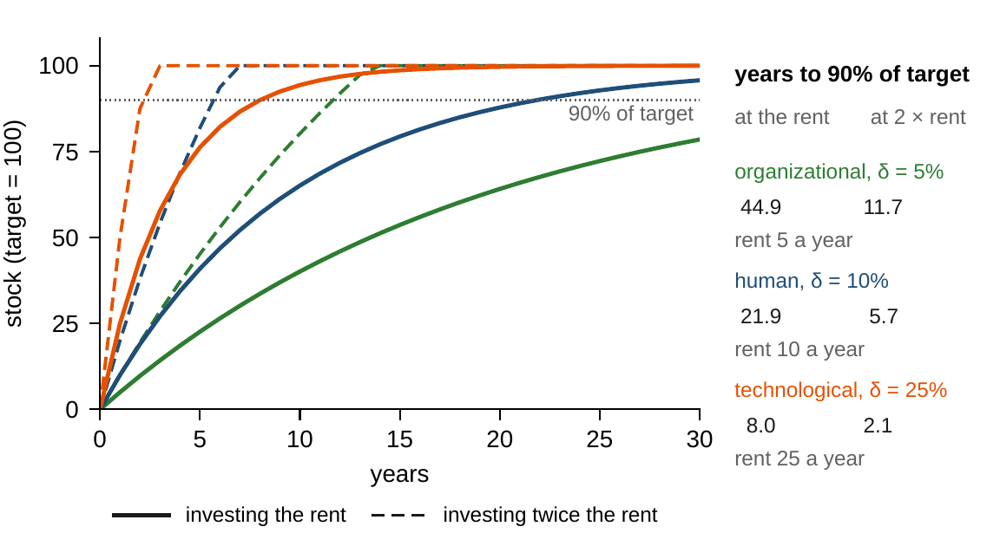 years to 90% of target
at the rent at 2 × rent
organizational, δ = 5%
44.9 11.7
rent 5 a year
human, δ = 10%
21.9 5.7
rent 10 a year
technological, δ = 25%
8.0 2.1
rent 25 a year
stock (target = 100)
100
75
50
25
0
90% of target
0 5 10 15 20 25 30
years
investing the rent investing twice the rent